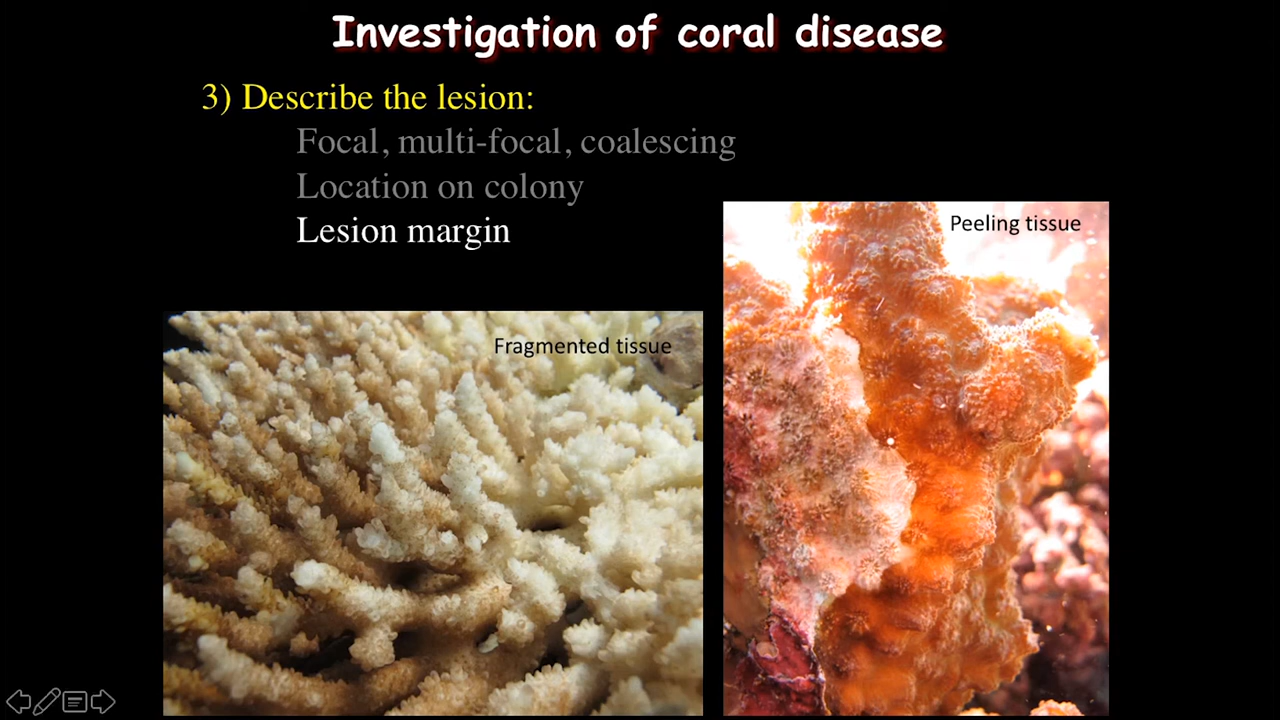 Investigation of coral disease
3) Describe the lesion:
Focal, multi-focal, coalescing
Location on colony
Lesion margin
Peeling tissue
Fragmented tissue